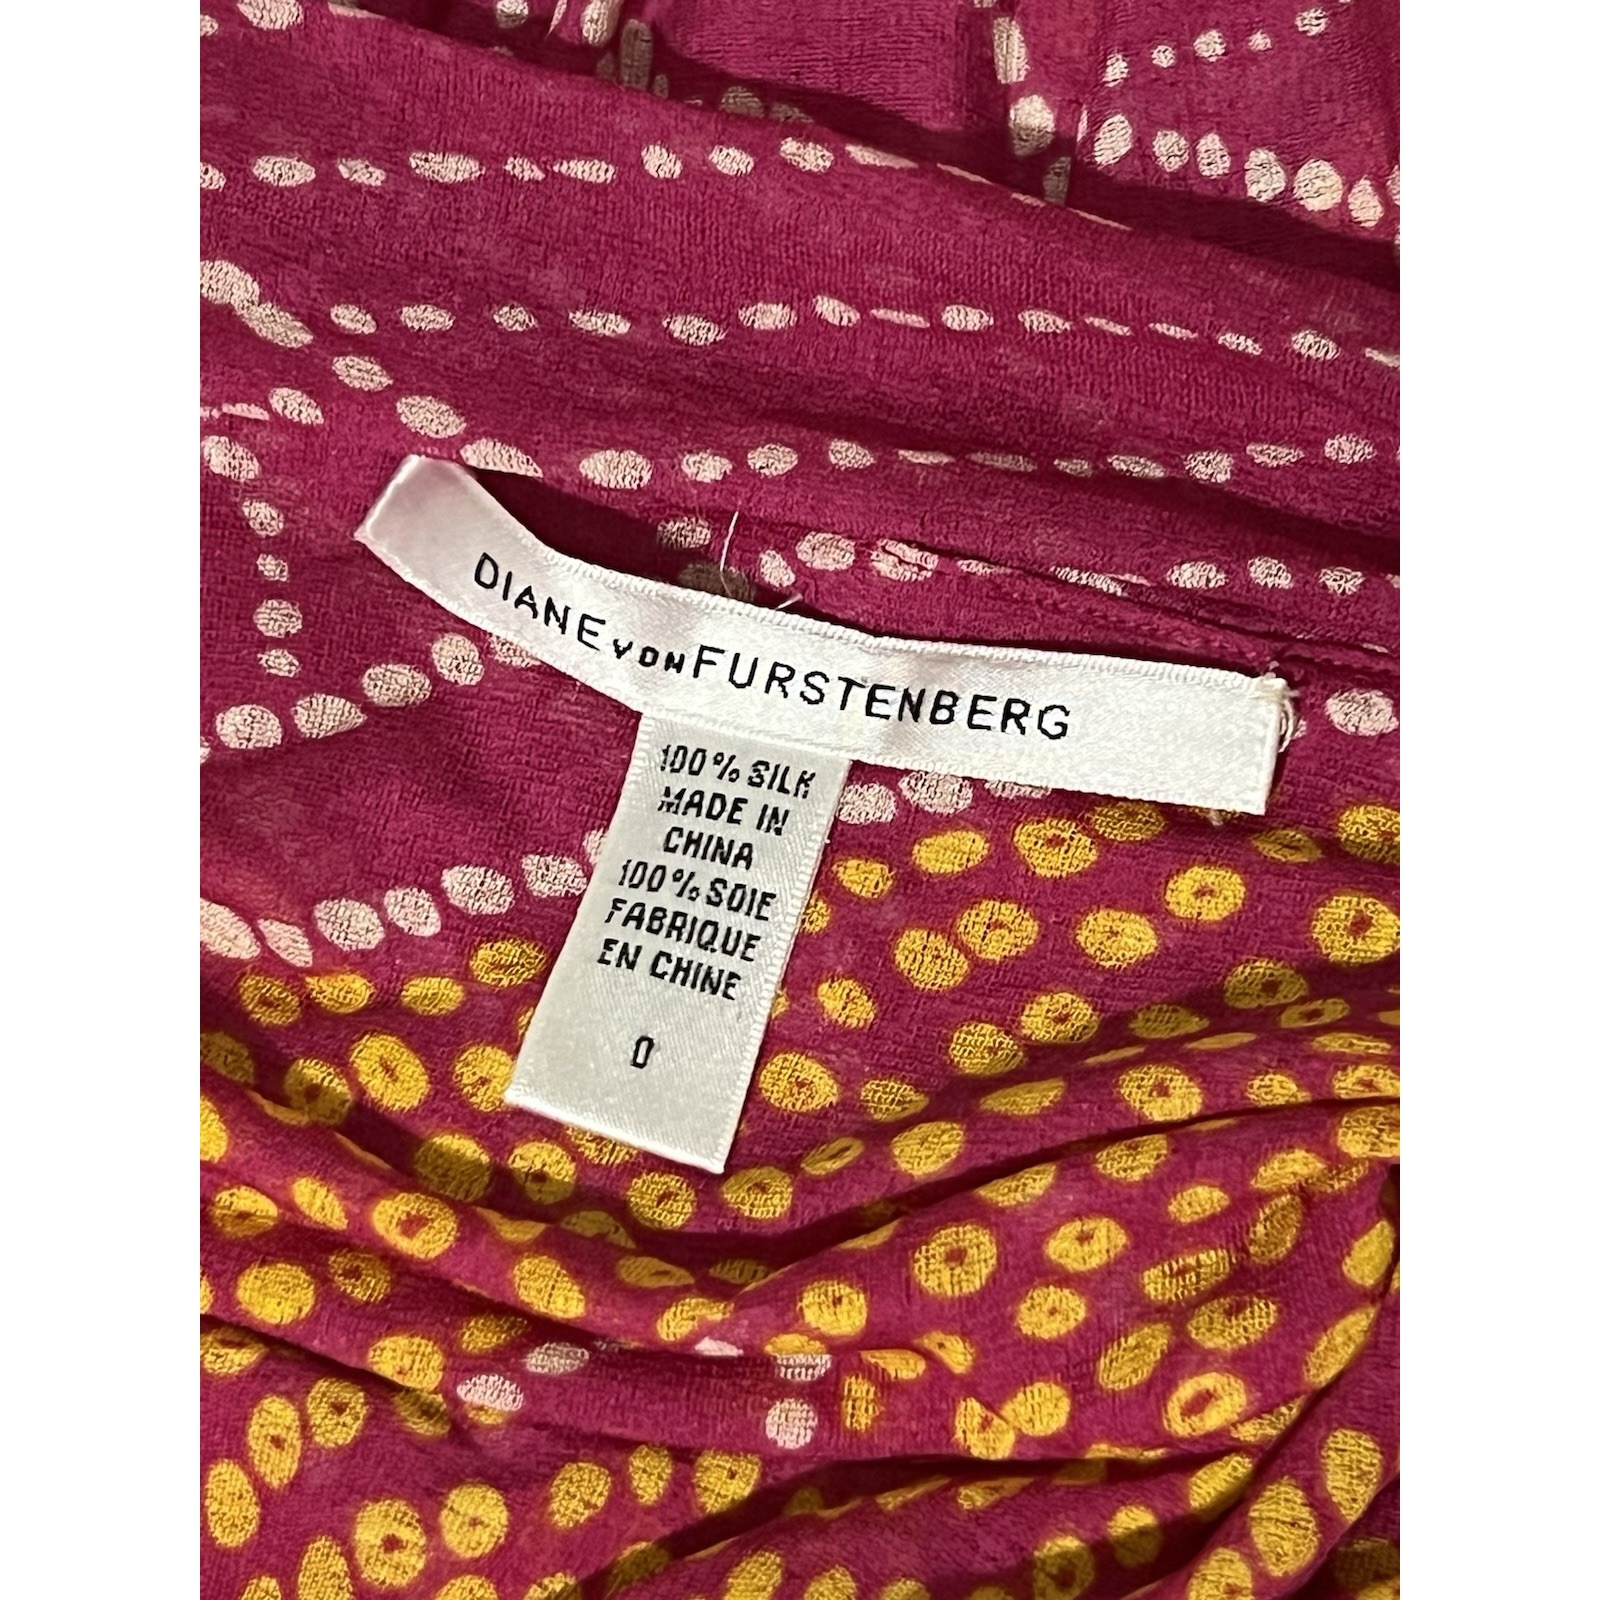 DIANE VON FURSTENBERG
100% SILK
MADE IN
CHINA
100% SOIE
FABRIQUE
EN CHINE
0